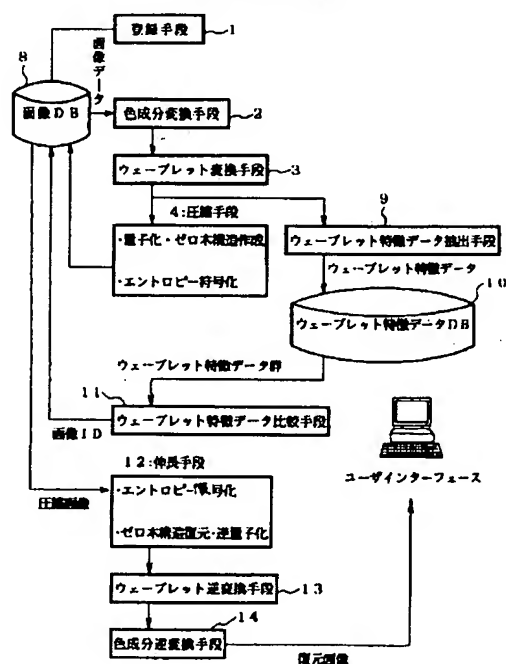 登録手段
1
8
画像データ
画像DB
色成分変換手段
2
ウェーブレット変換手段
3
4:圧縮手段
・量子化・ゼロ木構造作成
・エントロピー符号化
9
ウェーブレット特徴データ抽出手段
ウェーブレット特徴データ
10
ウェーブレット特徴データDB
ウェーブレット特徴データ群
11
ウェーブレット特徴データ比較手段
画像ID
12:伸長手段
・エントロピー復号化
・ゼロ木構造復元・逆量子化
圧縮画像
ユーザインターフェース
ウェーブレット逆変換手段
13
14
色成分逆変換手段
復元画像